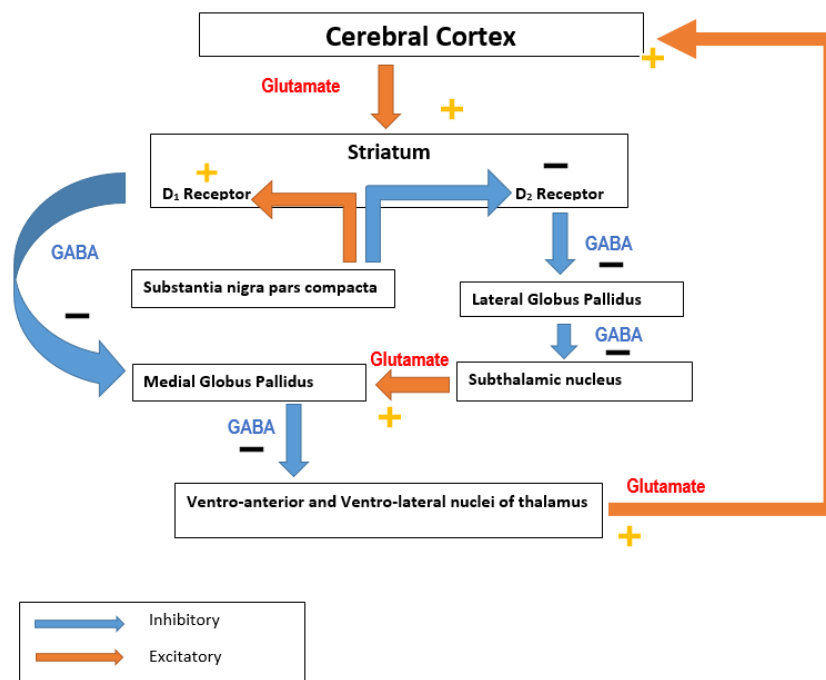 Cerebral Cortex
+
Glutamate
+
Striatum
+
−
D₁ Receptor
D₂ Receptor
GABA
GABA
−
Substantia nigra pars compacta
Lateral Globus Pallidus
−
GABA
−
Glutamate
Medial Globus Pallidus
Subthalamic nucleus
+
GABA
−
Ventro-anterior and Ventro-lateral nuclei of thalamus
Glutamate
+
Inhibitory
Excitatory